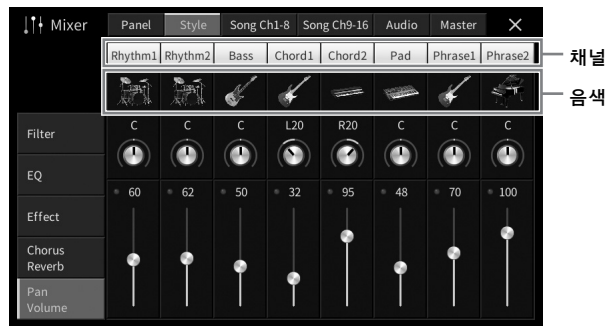 Mixer Panel Style Song Ch1-8 Song Ch9-16 Audio Master ×
Rhythm1 Rhythm2 Bass Chord1 Chord2 Pad Phrase1 Phrase2 채널
음색
Filter
C C C L20 R20 C C C
EQ
60 62 50 32 95 48 70 100
Effect
Chorus
Reverb
Pan
Volume